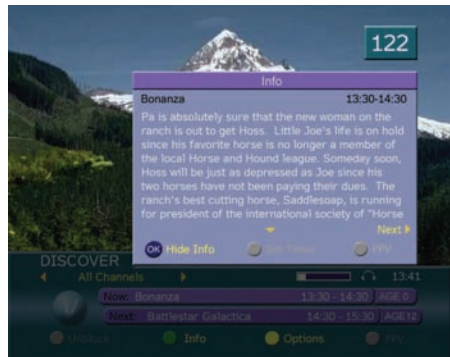 122
Info
Bonanza 13:30-14:30
Pa is absolutely sure that the new woman on the
ranch is out to get Hoss. Little Joe's life is on hold
since his favorite horse is no longer a member of
the local Horse and Hound league. Someday soon,
Hoss will be just as depressed as Joe since his
two horses have not been paying their dues. The
ranch's best cutting horse, Saddlesoap, is running
for president of the international society of "Horse
Next
OK Hide Info Set Timer PPV
DISCOVER
All Channels 13:41
Now: Bonanza 13:30 - 14:30 AGE 0
Next: Battlestar Galactica 14:30 - 15:30 AGE 12
Unblock Info Options PPV